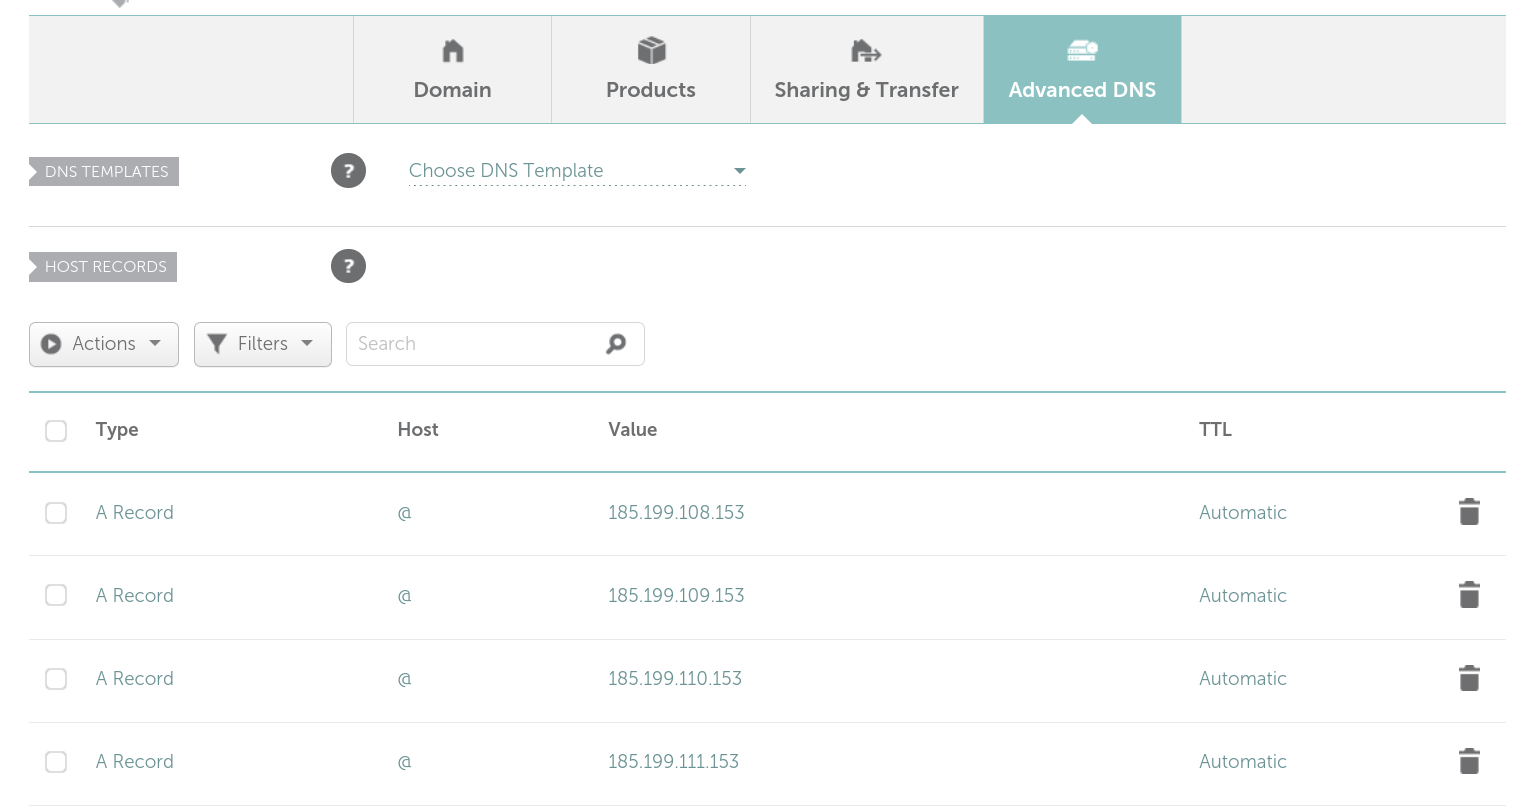 Domain Products Sharing & Transfer Advanced DNS
DNS TEMPLATES ? Choose DNS Template
HOST RECORDS ?
Actions Filters Search
Type Host Value TTL
A Record @ 185.199.108.153 Automatic
A Record @ 185.199.109.153 Automatic
A Record @ 185.199.110.153 Automatic
A Record @ 185.199.111.153 Automatic